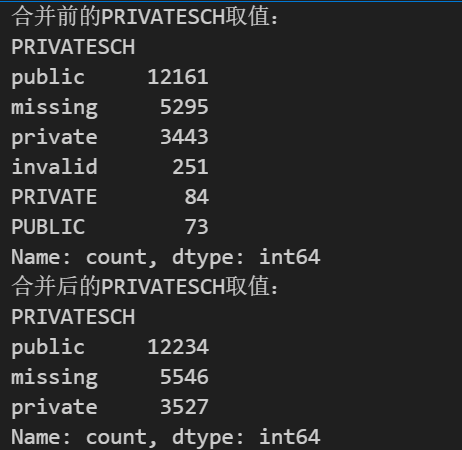 合并前的PRIVATESCH取值:
PRIVATESCH
public 12161
missing 5295
private 3443
invalid 251
PRIVATE 84
PUBLIC 73
Name: count, dtype: int64
合并后的PRIVATESCH取值:
PRIVATESCH
public 12234
missing 5546
private 3527
Name: count, dtype: int64